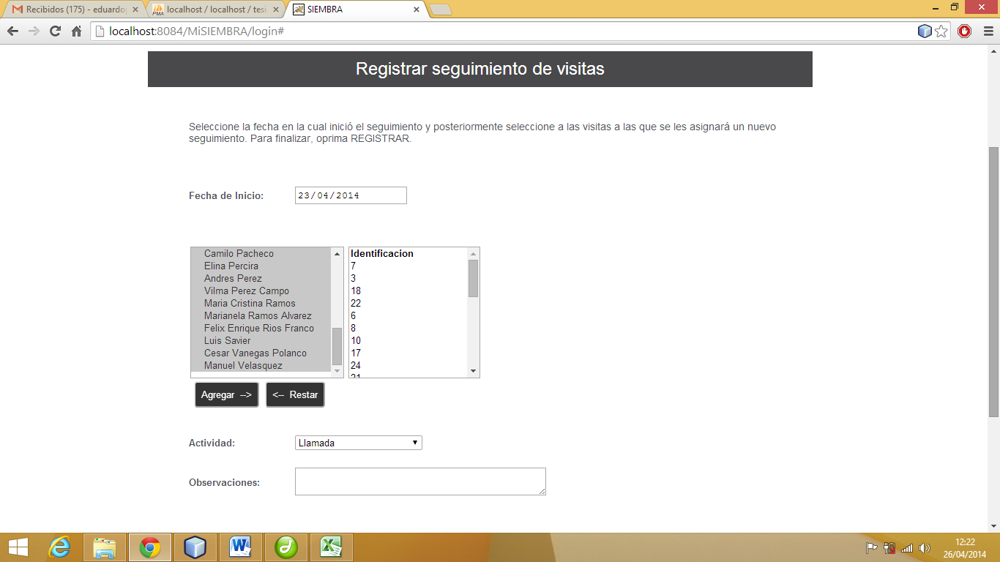 Recibidos (175) - eduardo
localhost / localhost / tesi
SIEMBRA
localhost:8084/MiSIEMBRA/login#
Registrar seguimiento de visitas
Seleccione la fecha en la cual inició el seguimiento y posteriormente seleccione a las visitas a las que se les asignará un nuevo
seguimiento. Para finalizar, oprima REGISTRAR.
Fecha de Inicio:
23/04/2014
Camilo Pacheco
Elina Percira
Andres Perez
Vilma Perez Campo
Maria Cristina Ramos
Marianela Ramos Alvarez
Felix Enrique Rios Franco
Luis Savier
Cesar Vanegas Polanco
Manuel Velasquez
Identificacion
7
3
18
22
6
8
10
17
24
21
Agregar -->
<-- Restar
Actividad:
Llamada
Observaciones:
12:22
26/04/2014